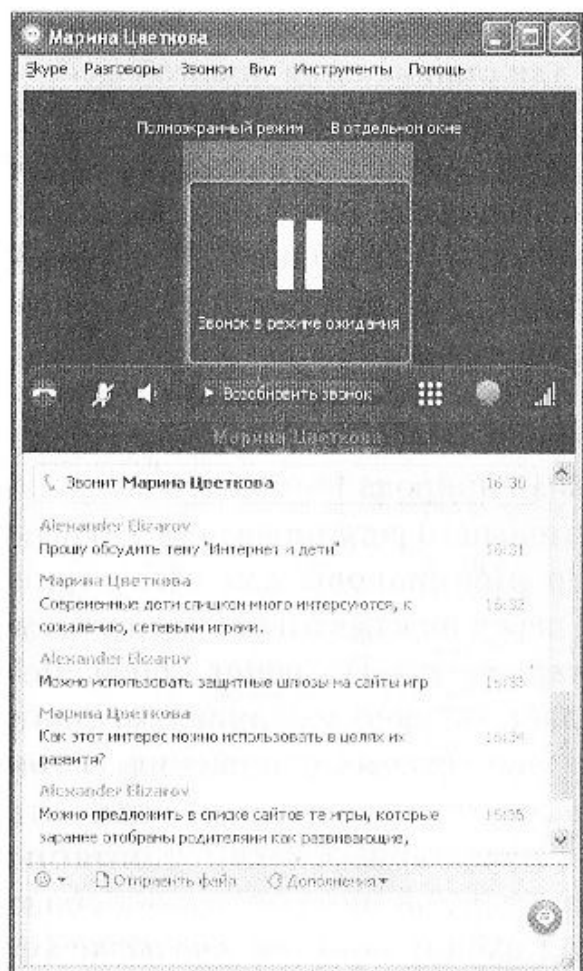 Марина Цветкова
Skype Разговоры Звонки Вид Инструменты Помощь
Полноэкранный режим В отдельном окне
Звонок в режиме ожидания
Возобновить звонок
Марина Цветкова
Звонит Марина Цветкова 16:30
Alexander Elizarov
Прошу обсудить тему "Интернет и дети" 16:31
Марина Цветкова
Современные дети слишком много интерсуются, к 16:32
сожалению, сетевыми играми.
Alexander Elizarov
Можно использовать защитные шлюзы на сайты игр 16:33
Марина Цветкова
Как этот интерес можно использовать в целях их 16:34
развитя?
Alexander Elizarov
Можно предложить в списке сайтов те игры, которые 16:35
заранее отобраны родителями как развивающие,
Отправить файл Дополнения